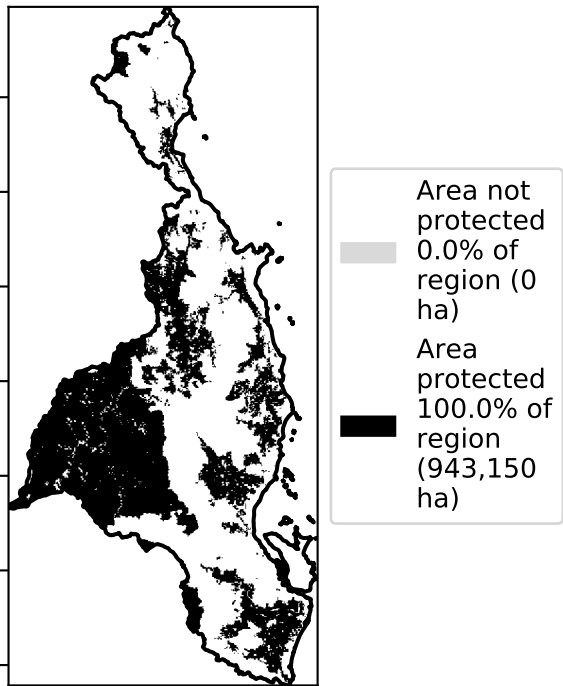 Area not
protected
0.0% of
region (0
ha)
Area
protected
100.0% of
region
(943,150
ha)